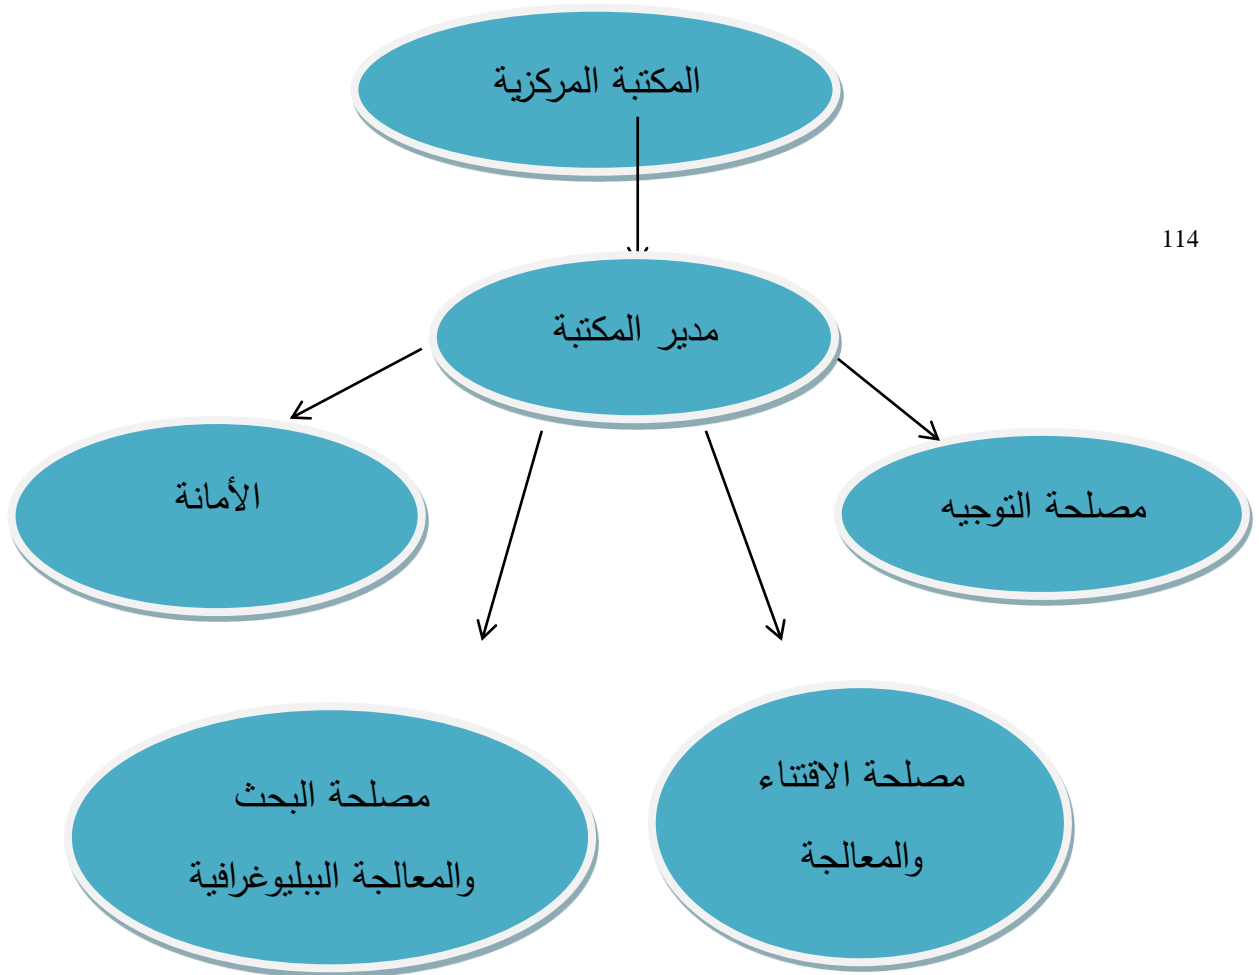 المكتبة المركزية
114
مدير المكتبة
الأمانة
مصلحة التوجيه
مصلحة الاقتناء
والمعالجة
مصلحة البحث
والمعالجة الببليوغرافية